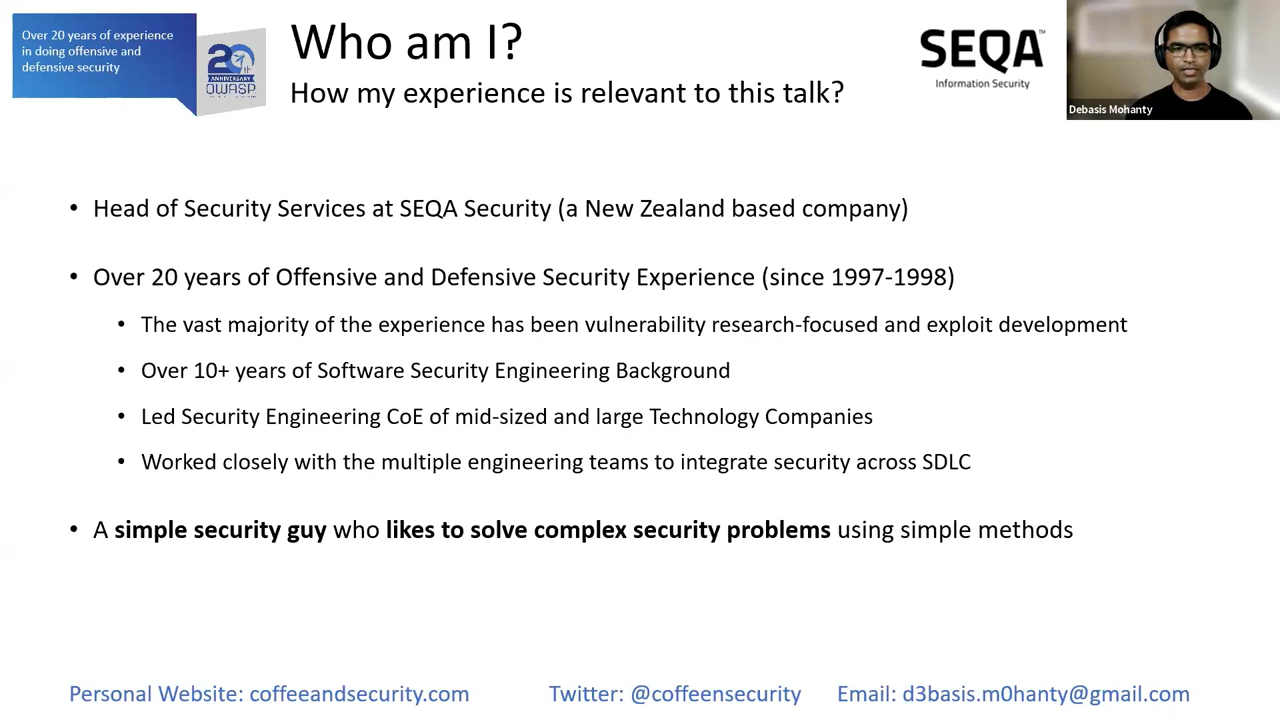 Over 20 years of experience
in doing offensive and
defensive security
20
ANNIVERSARY
OWASP
Who am I?
How my experience is relevant to this talk?
SEQA™
Information Security
Debasis Mohanty
• Head of Security Services at SEQA Security (a New Zealand based company)
• Over 20 years of Offensive and Defensive Security Experience (since 1997-1998)
• The vast majority of the experience has been vulnerability research-focused and exploit development
• Over 10+ years of Software Security Engineering Background
• Led Security Engineering CoE of mid-sized and large Technology Companies
• Worked closely with the multiple engineering teams to integrate security across SDLC
• A simple security guy who likes to solve complex security problems using simple methods
Personal Website: coffeeandsecurity.com
Twitter: @coffeensecurity
Email: d3basis.m0hanty@gmail.com